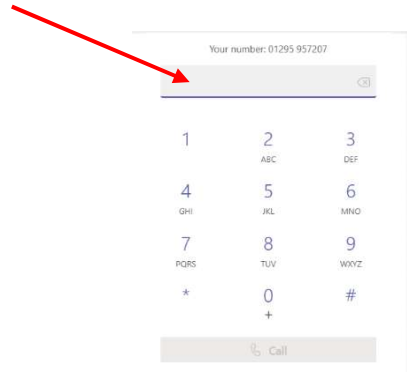 Your number: 01295 957207
1 2 3
ABC DEF
4 5 6
GHI JKL MNO
7 8 9
PQRS TUV WXYZ
* 0 #
+
Call